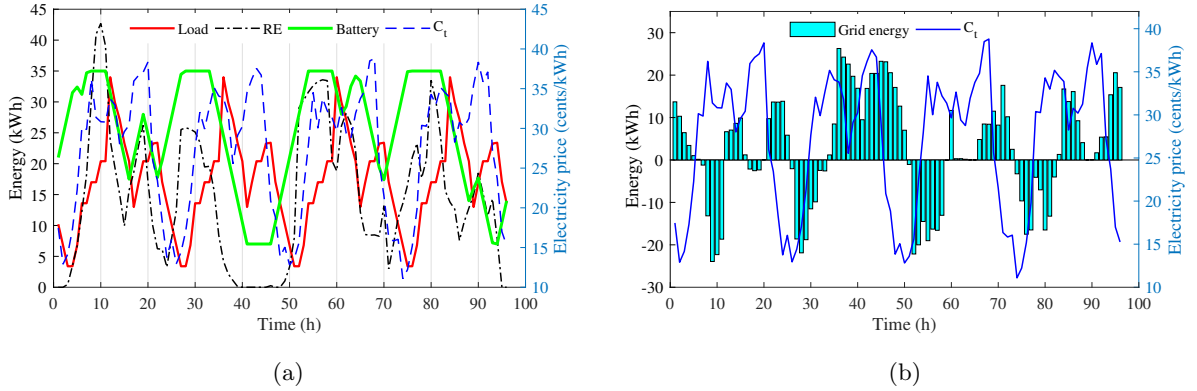 Load RE Battery C_t
45
40
35
30
25
20
15
10
5
0
Energy (kWh)
0 10 20 30 40 50 60 70 80 90 100
Time (h)
45
40
35
30
25
20
15
10
Electricity price (cents/kWh)
(a)
Grid energy C_t
30
20
10
0
-10
-20
-30
Energy (kWh)
0 10 20 30 40 50 60 70 80 90 100
Time (h)
40
35
30
25
20
15
10
Electricity price (cents/kWh)
(b)